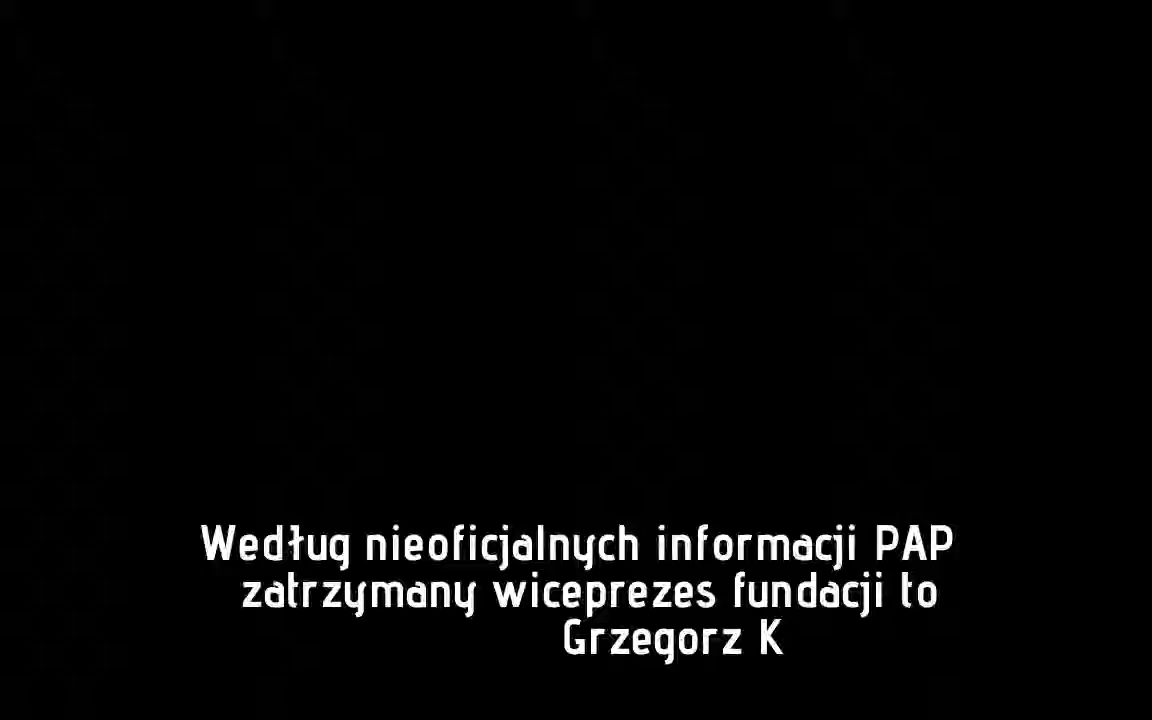 Według nieoficjalnych informacji PAP
zatrzymany wiceprezes fundacji to
Grzegorz K